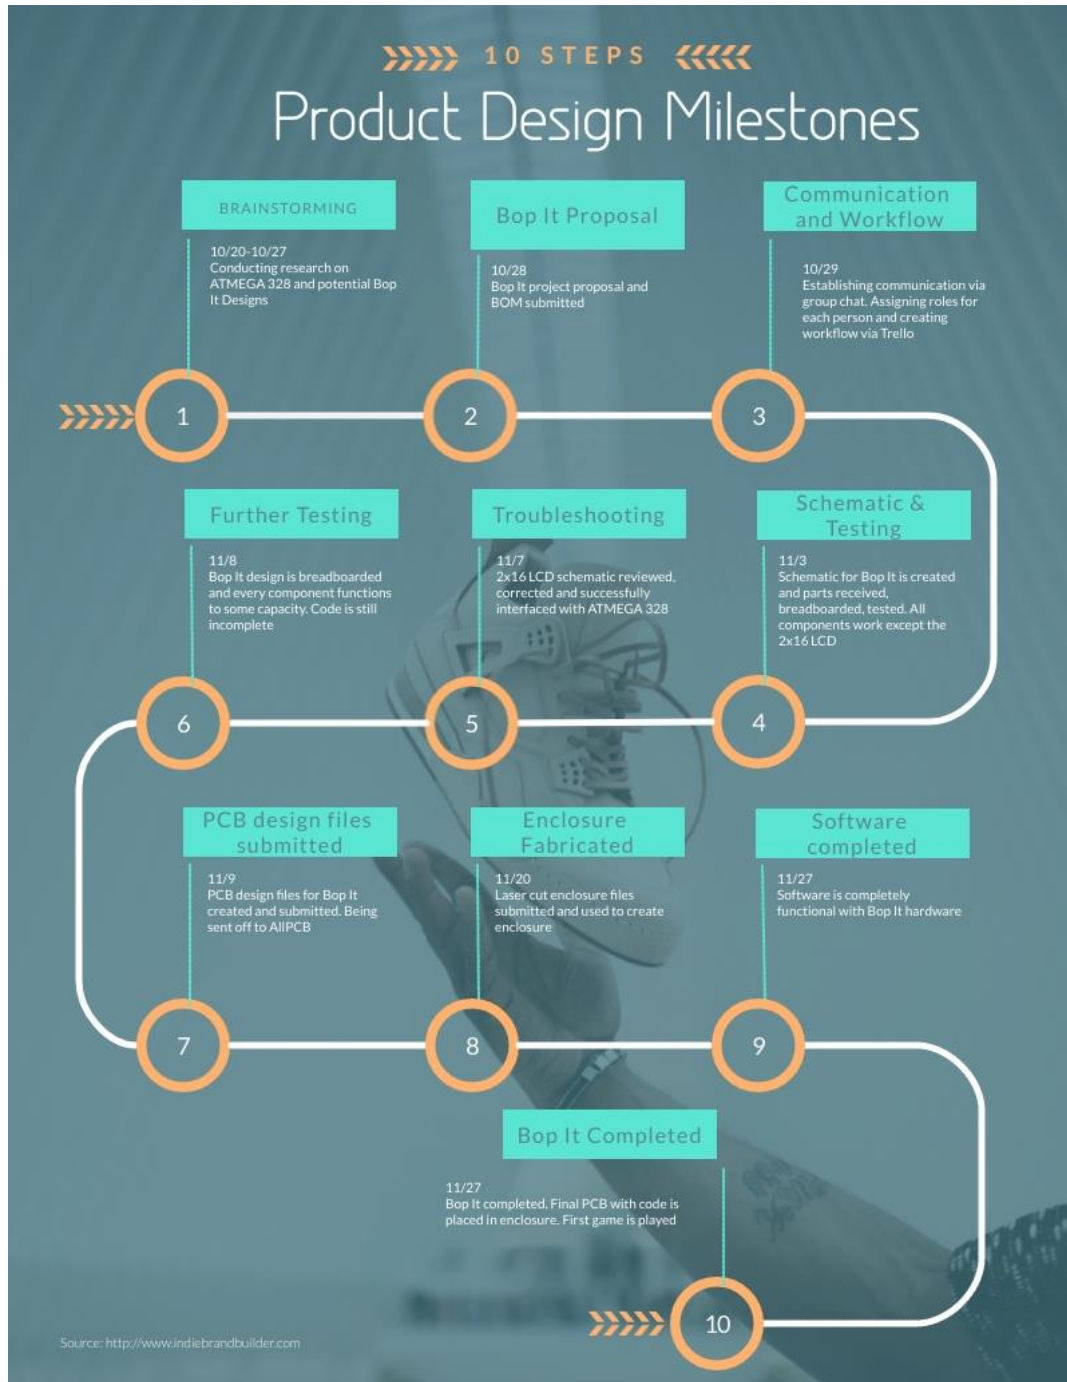 10 STEPS
Product Design Milestones
BRAINSTORMING
10/20-10/27
Conducting research on
ATMEGA 328 and potential Bop
It Designs
1
Bop It Proposal
10/28
Bop It project proposal and
BOM submitted
2
Communication
and Workflow
10/29
Establishing communication via
group chat. Assigning roles for
each person and creating
workflow via Trello
3
Schematic &
Testing
11/3
Schematic for Bop It is created
and parts received,
breadboarded, tested. All
components work except the
2x16 LCD
4
Troubleshooting
11/7
2x16 LCD schematic reviewed,
corrected and successfully
interfaced with ATMEGA 328
5
Further Testing
11/8
Bop It design is breadboarded
and every component functions
to some capacity. Code is still
incomplete
6
PCB design files
submitted
11/9
PCB design files for Bop It
created and submitted. Being
sent off to AllPCB
7
Enclosure
Fabricated
11/20
Laser cut enclosure files
submitted and used to create
enclosure
8
Software
completed
11/27
Software is completely
functional with Bop It hardware
9
Bop It Completed
11/27
Bop It completed. Final PCB with code is
placed in enclosure. First game is played
10
Source: http://www.indiebrandbuilder.com